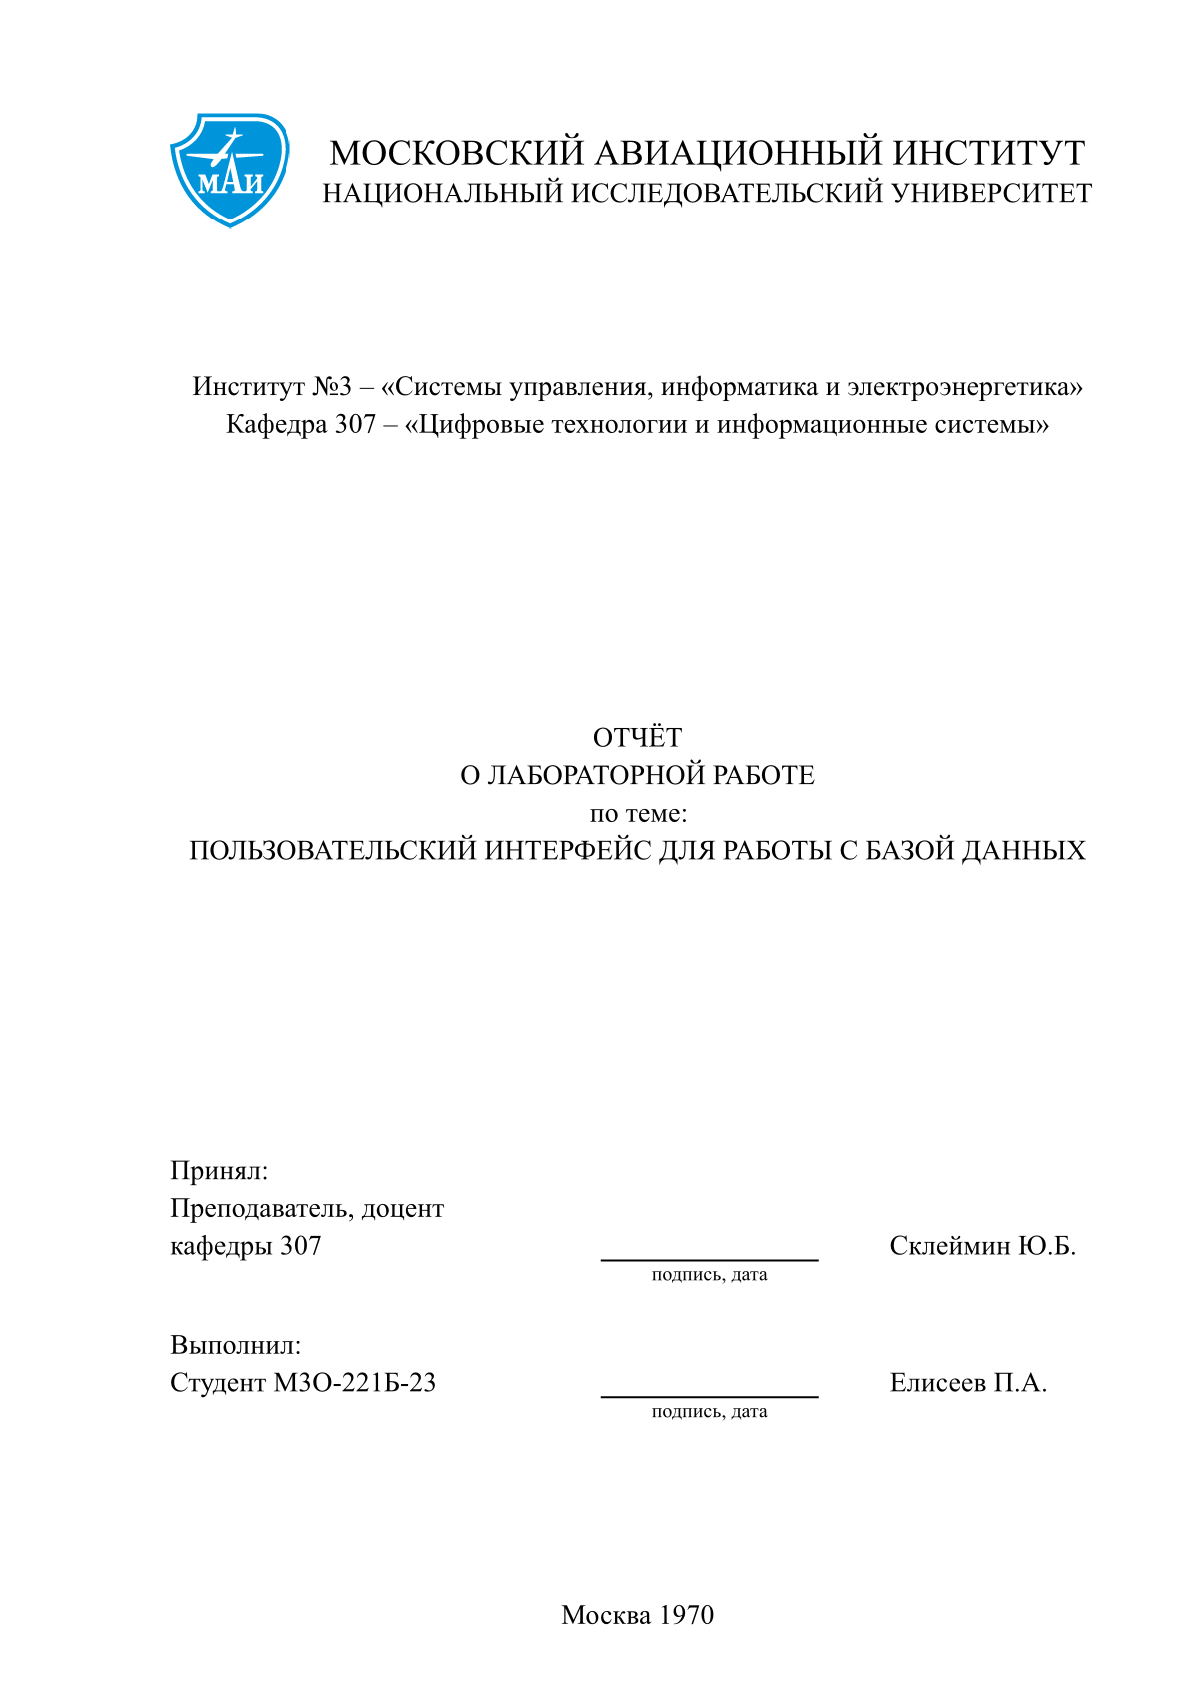 МАИ
МОСКОВСКИЙ АВИАЦИОННЫЙ ИНСТИТУТ
НАЦИОНАЛЬНЫЙ ИССЛЕДОВАТЕЛЬСКИЙ УНИВЕРСИТЕТ
Институт №3 – «Системы управления, информатика и электроэнергетика»
Кафедра 307 – «Цифровые технологии и информационные системы»
ОТЧЁТ
О ЛАБОРАТОРНОЙ РАБОТЕ
по теме:
ПОЛЬЗОВАТЕЛЬСКИЙ ИНТЕРФЕЙС ДЛЯ РАБОТЫ С БАЗОЙ ДАННЫХ
Принял:
Преподаватель, доцент
кафедры 307 Склеймин Ю.Б.
подпись, дата
Выполнил:
Студент М3О-221Б-23 Елисеев П.А.
подпись, дата
Москва 1970